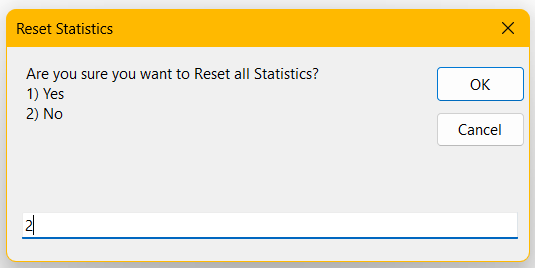 Reset Statistics
Are you sure you want to Reset all Statistics?
1) Yes
2) No
OK
Cancel
2